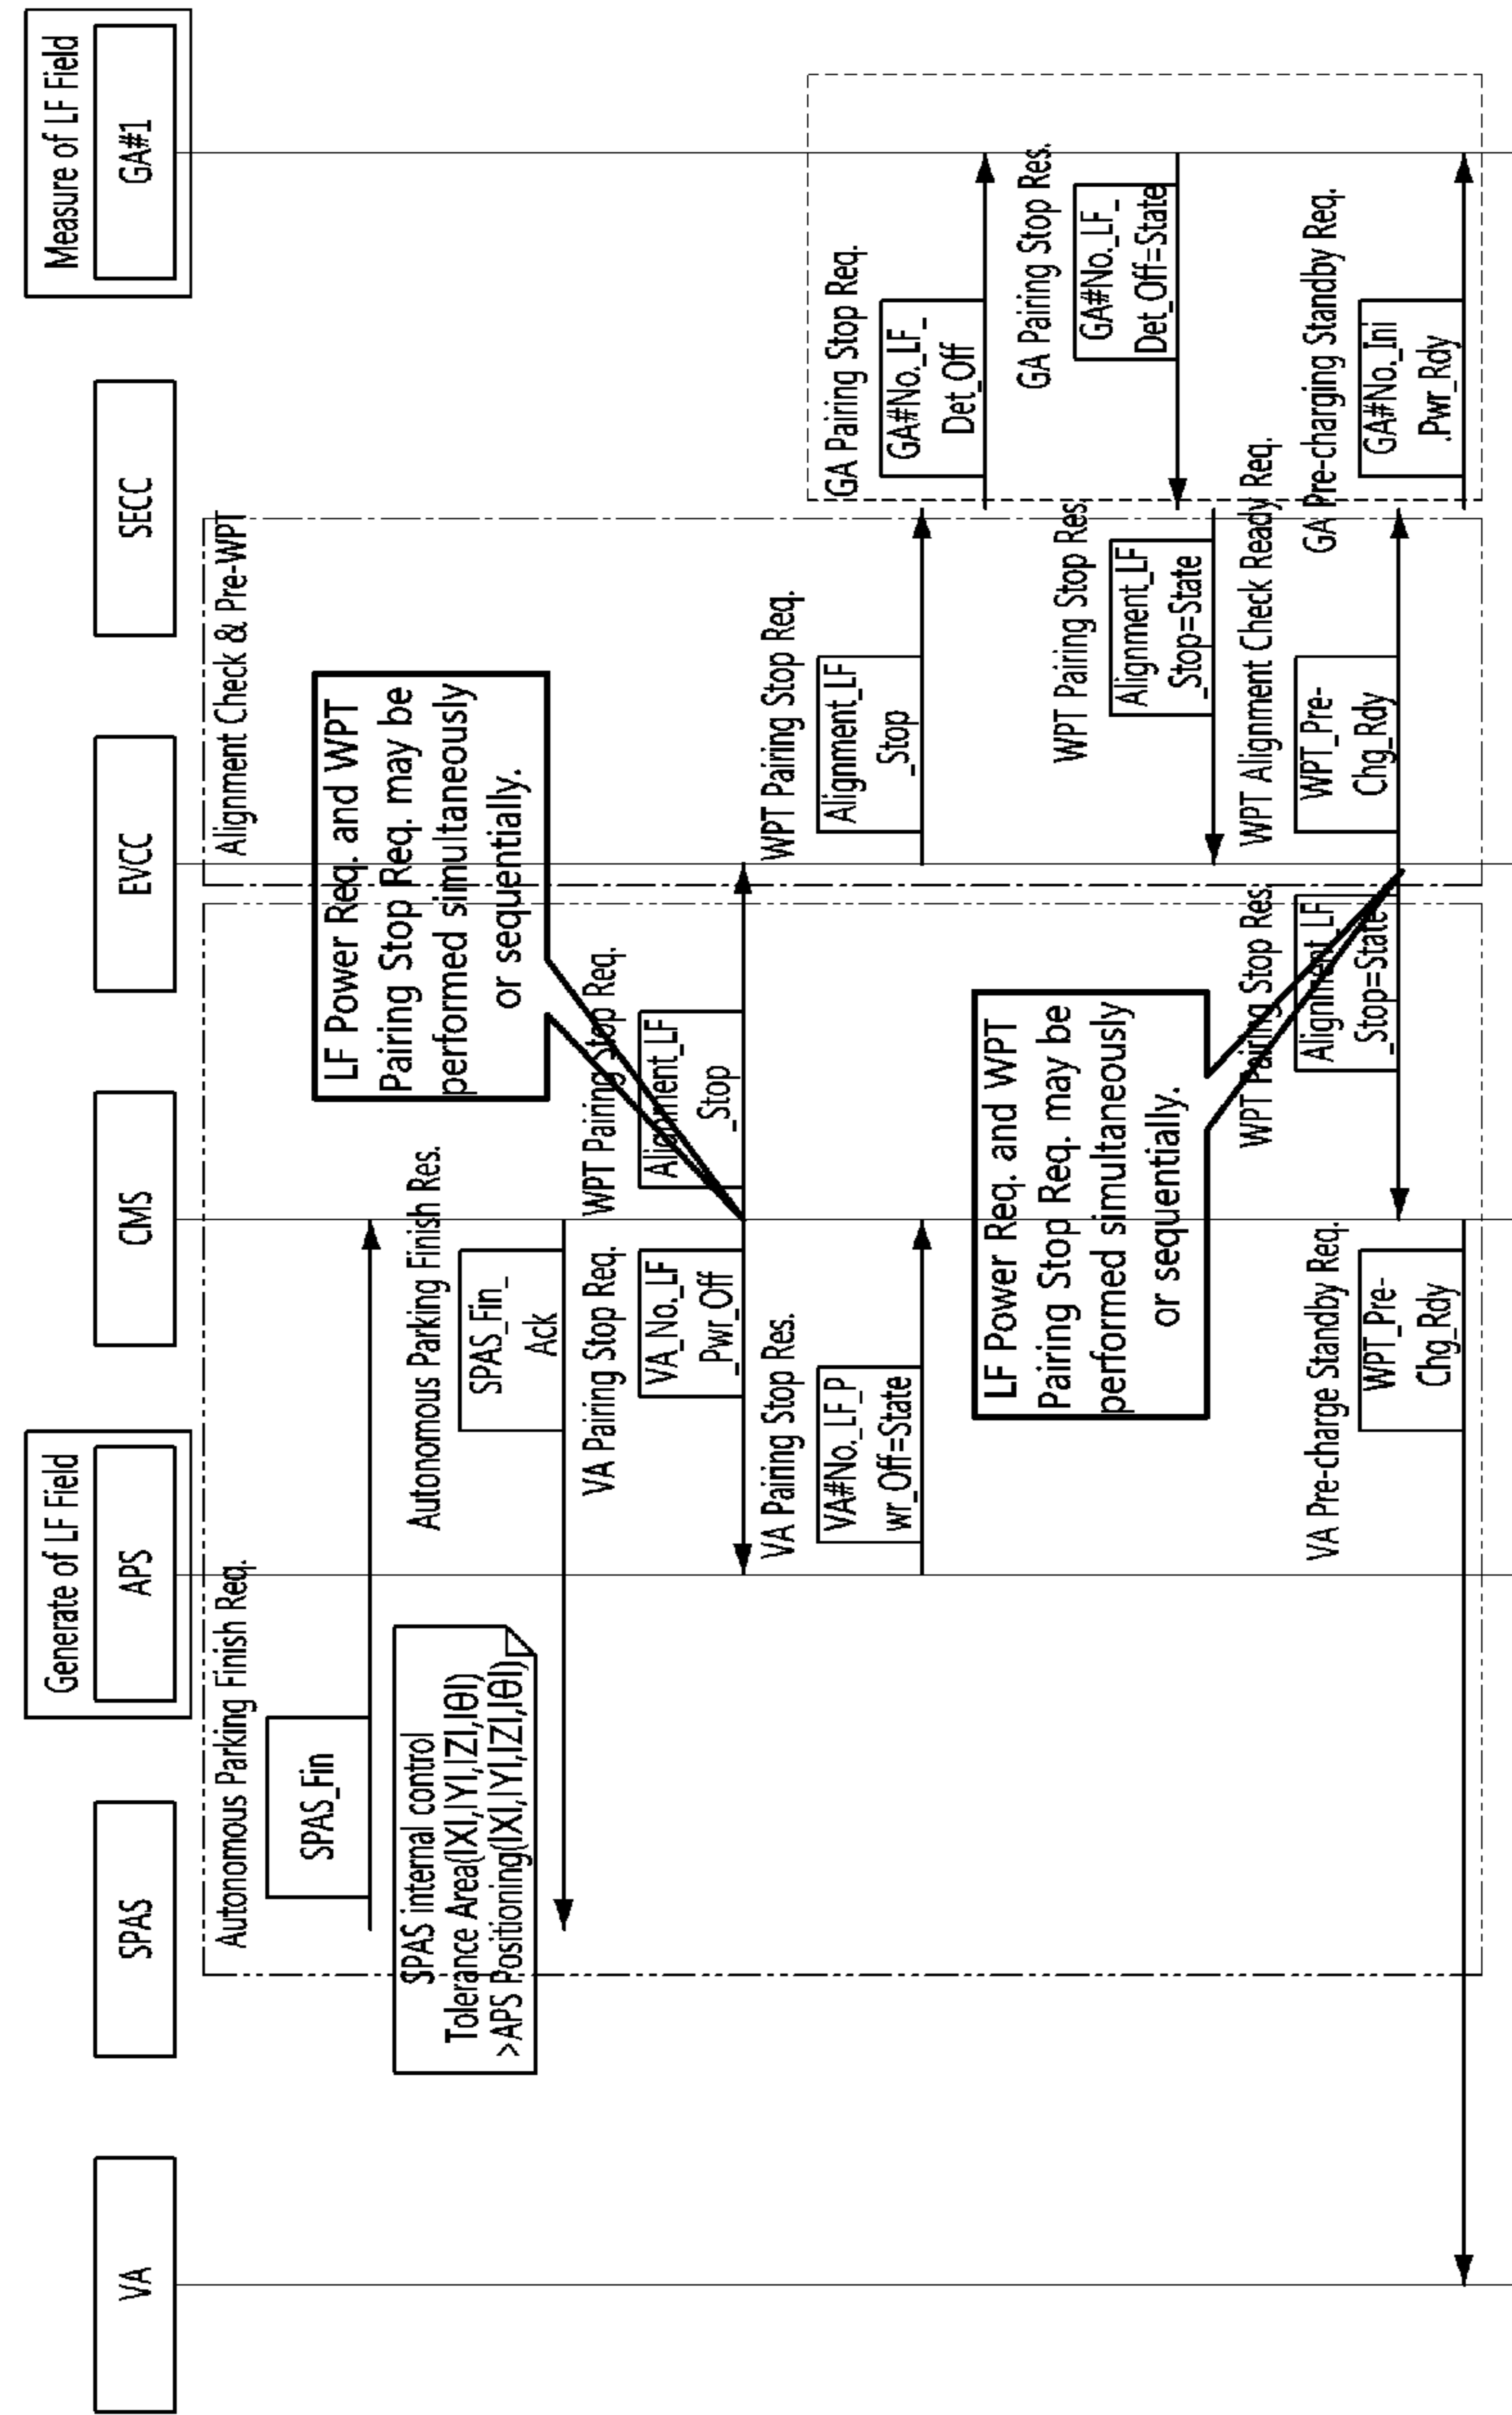 Generate of LF Field
Measure of LF Field
VA
SPAS
APS
CMS
EVCC
SECC
GA#1
Autonomous Parking Finish Req.
Alignment Check & Pre-WPT
SPAS_Fin
LF Power Req. and WPT
Pairing Stop Req. may be
performed simultaneously
or sequentially.
SPAS internal control
Tolerance Area(|X|,|Y|,|Z|,|θ|)
>APS Positioning(|X|,|Y|,|Z|,|θ|)
Autonomous Parking Finish Res.
SPAS_Fin_
Ack
VA Pairing Stop Req.
VA_No._LF
_Pwr_Off
WPT Pairing Stop Req.
Alignment_LF
_Stop
VA Pairing Stop Res.
VA#No._LF_P
wr_Off=State
WPT Pairing Stop Req.
Alignment_LF
_Stop
GA Pairing Stop Req.
GA#No._LF_
Det_Off
LF Power Req. and WPT
Pairing Stop Req. may be
performed simultaneously
or sequentially.
GA Pairing Stop Res.
GA#No._LF_
Det_Off=State
WPT Pairing Stop Res.
Alignment_LF
_Stop=State
WPT Pairing Stop Res.
Alignment_LF
_Stop=State
WPT Alignment Check Ready Req.
WPT_Pre-
Chg_Rdy
VA Pre-charge Standby Req.
WPT_Pre-
Chg_Rdy
GA Pre-charging Standby Req.
GA#No._Ini
.Pwr_Rdy